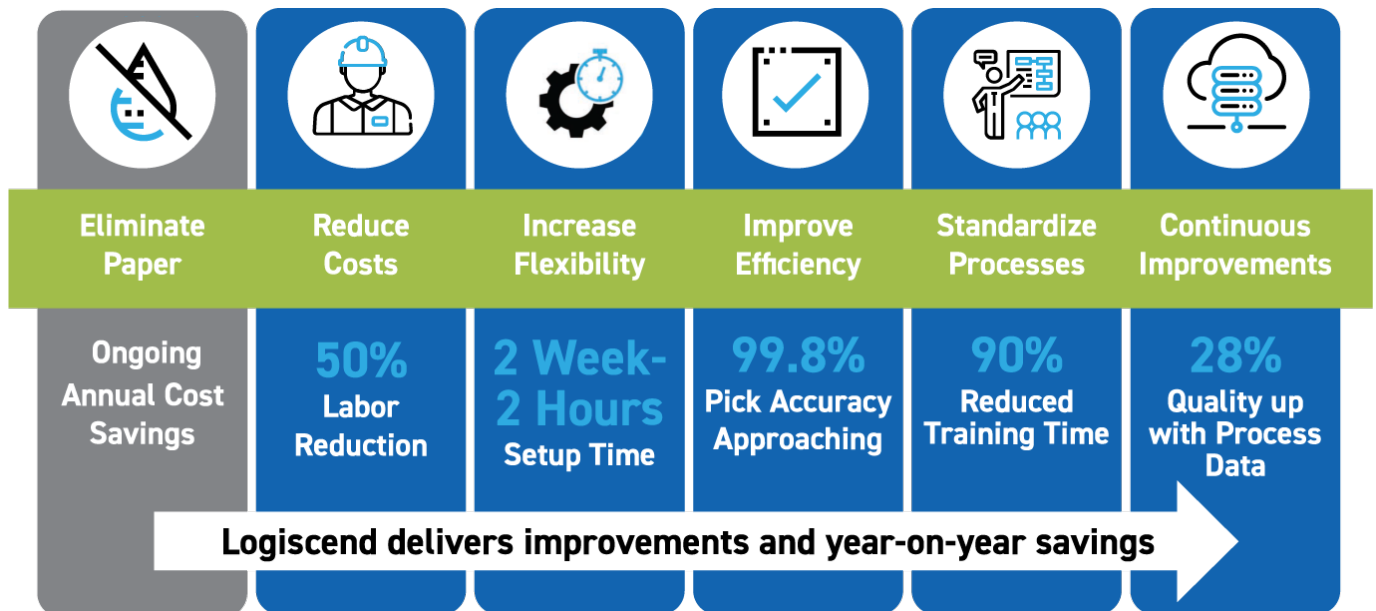 Eliminate
Paper
Reduce
Costs
Increase
Flexibility
Improve
Efficiency
Standardize
Processes
Continuous
Improvements
Ongoing
Annual Cost
Savings
50%
Labor
Reduction
2 Week-
2 Hours
Setup Time
99.8%
Pick Accuracy
Approaching
90%
Reduced
Training Time
28%
Quality up
with Process
Data
Logiscend delivers improvements and year-on-year savings